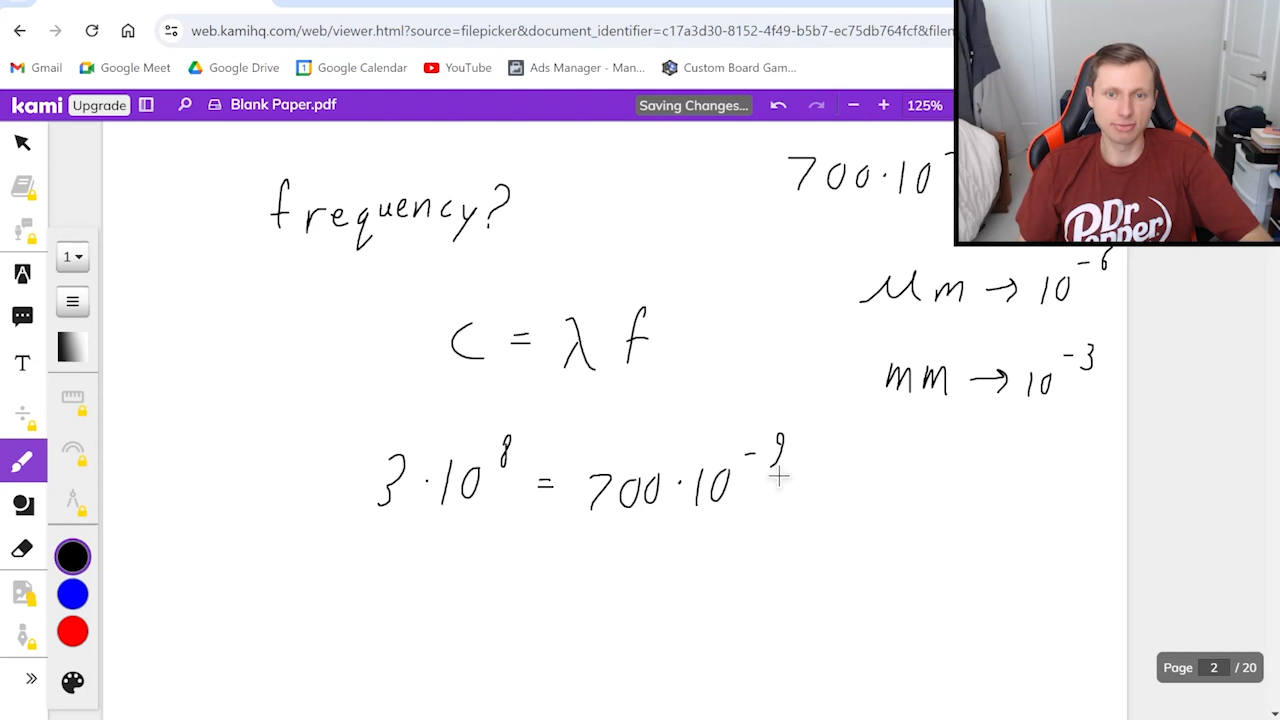 web.kamihq.com/web/viewer.html?source=filepicker&document_identifier=c17a3d30-8152-4f49-b5b7-ec75db764fcf&filen
Gmail Google Meet Google Drive Google Calendar YouTube Ads Manager - Man... Custom Board Gam...
kami Upgrade Blank Paper.pdf Saving Changes... 125%
700·10
frequency?
Dr Pepper
μm → 10^-6
1
C = λ f
mm → 10^-3
3·10^8 = 700·10^-9
T
Page 2 / 20